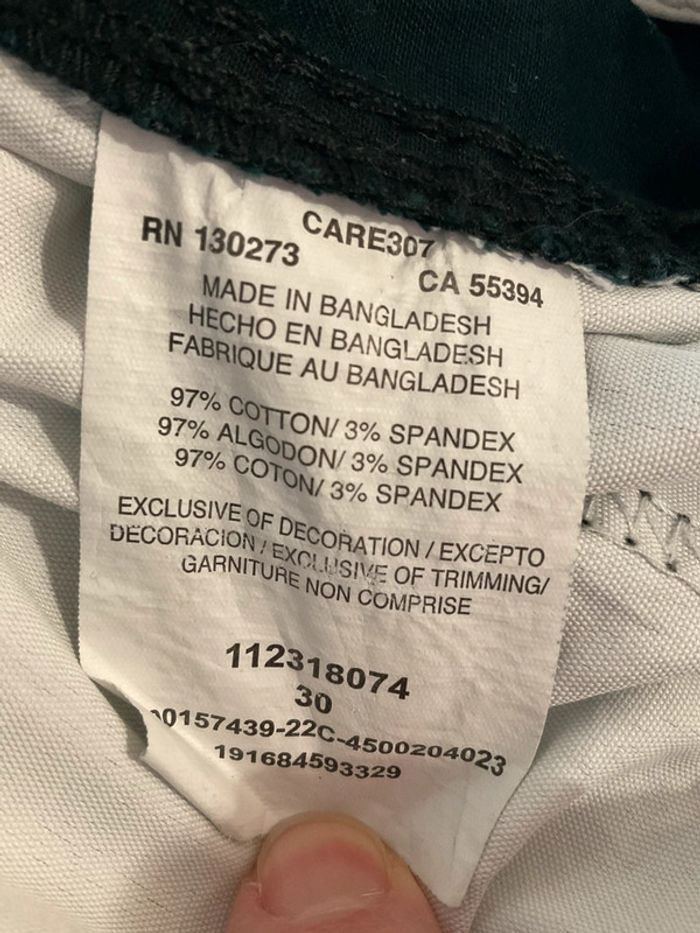 CARE307
RN 130273
CA 55394
MADE IN BANGLADESH
HECHO EN BANGLADESH
FABRIQUE AU BANGLADESH
97% COTTON/ 3% SPANDEX
97% ALGODON/ 3% SPANDEX
97% COTON/ 3% SPANDEX
EXCLUSIVE OF DECORATION / EXCEPTO
DECORACION / EXCLUSIVE OF TRIMMING/
GARNITURE NON COMPRISE
112318074
30
0157439-22C-4500204023
191684593329